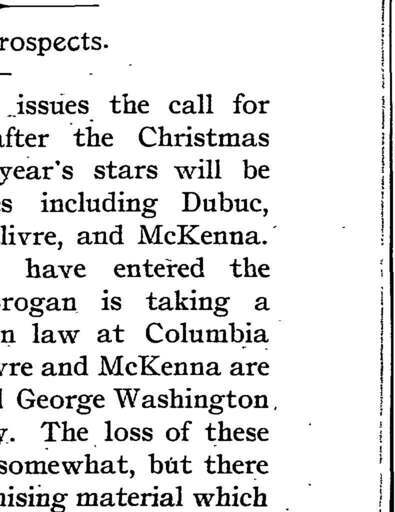 rospects.
issues the call for
after the Christmas
year's stars will be
s including Dubuc,
livre, and McKenna.
have entered the
rogan is taking a
n law at Columbia
vre and McKenna are
George Washington
y. The loss of these
somewhat, but there
mising material which